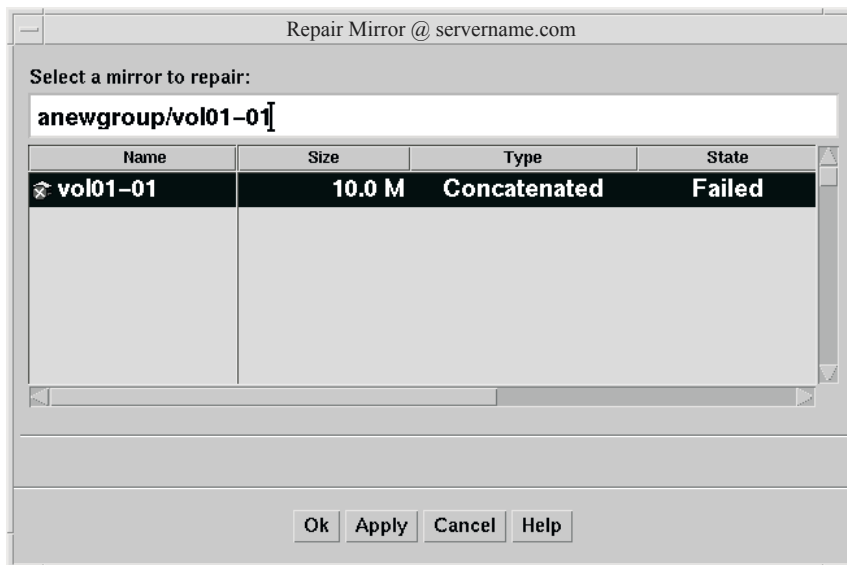 Repair Mirror @ servername.com
Select a mirror to repair:
anewgroup/vol01-01
Name Size Type State
vol01-01 10.0 M Concatenated Failed
Ok Apply Cancel Help